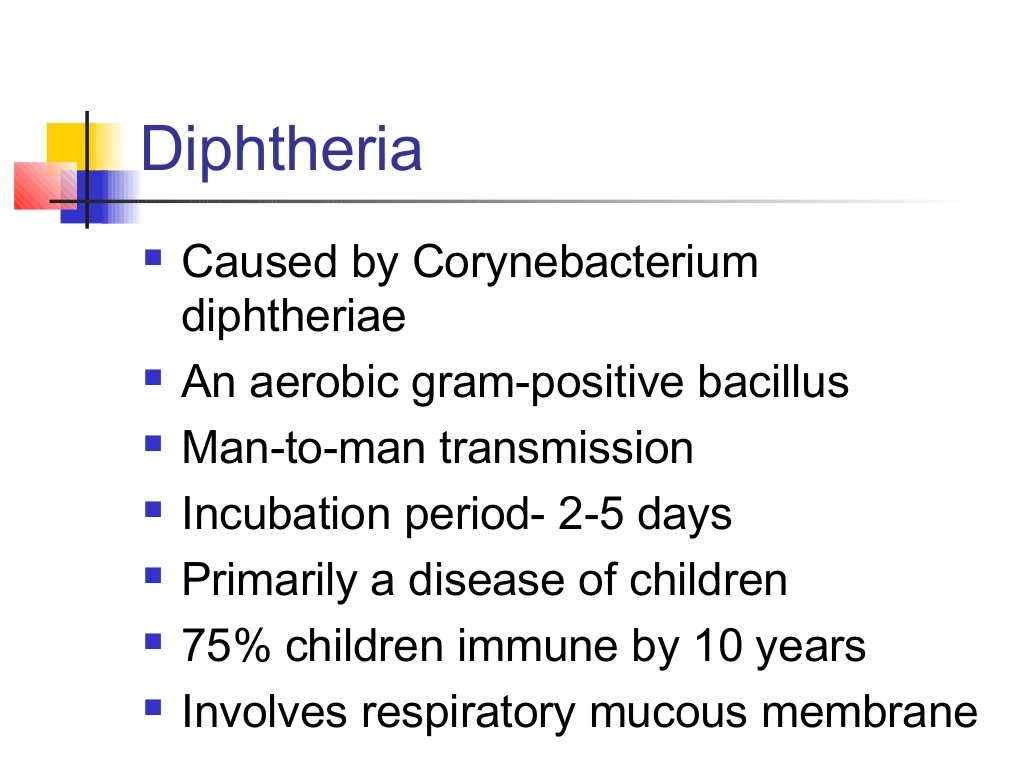 Diphtheria
Caused by Corynebacterium
diphtheriae
An aerobic gram-positive bacillus
Man-to-man transmission
Incubation period- 2-5 days
Primarily a disease of children
75% children immune by 10 years
Involves respiratory mucous membrane